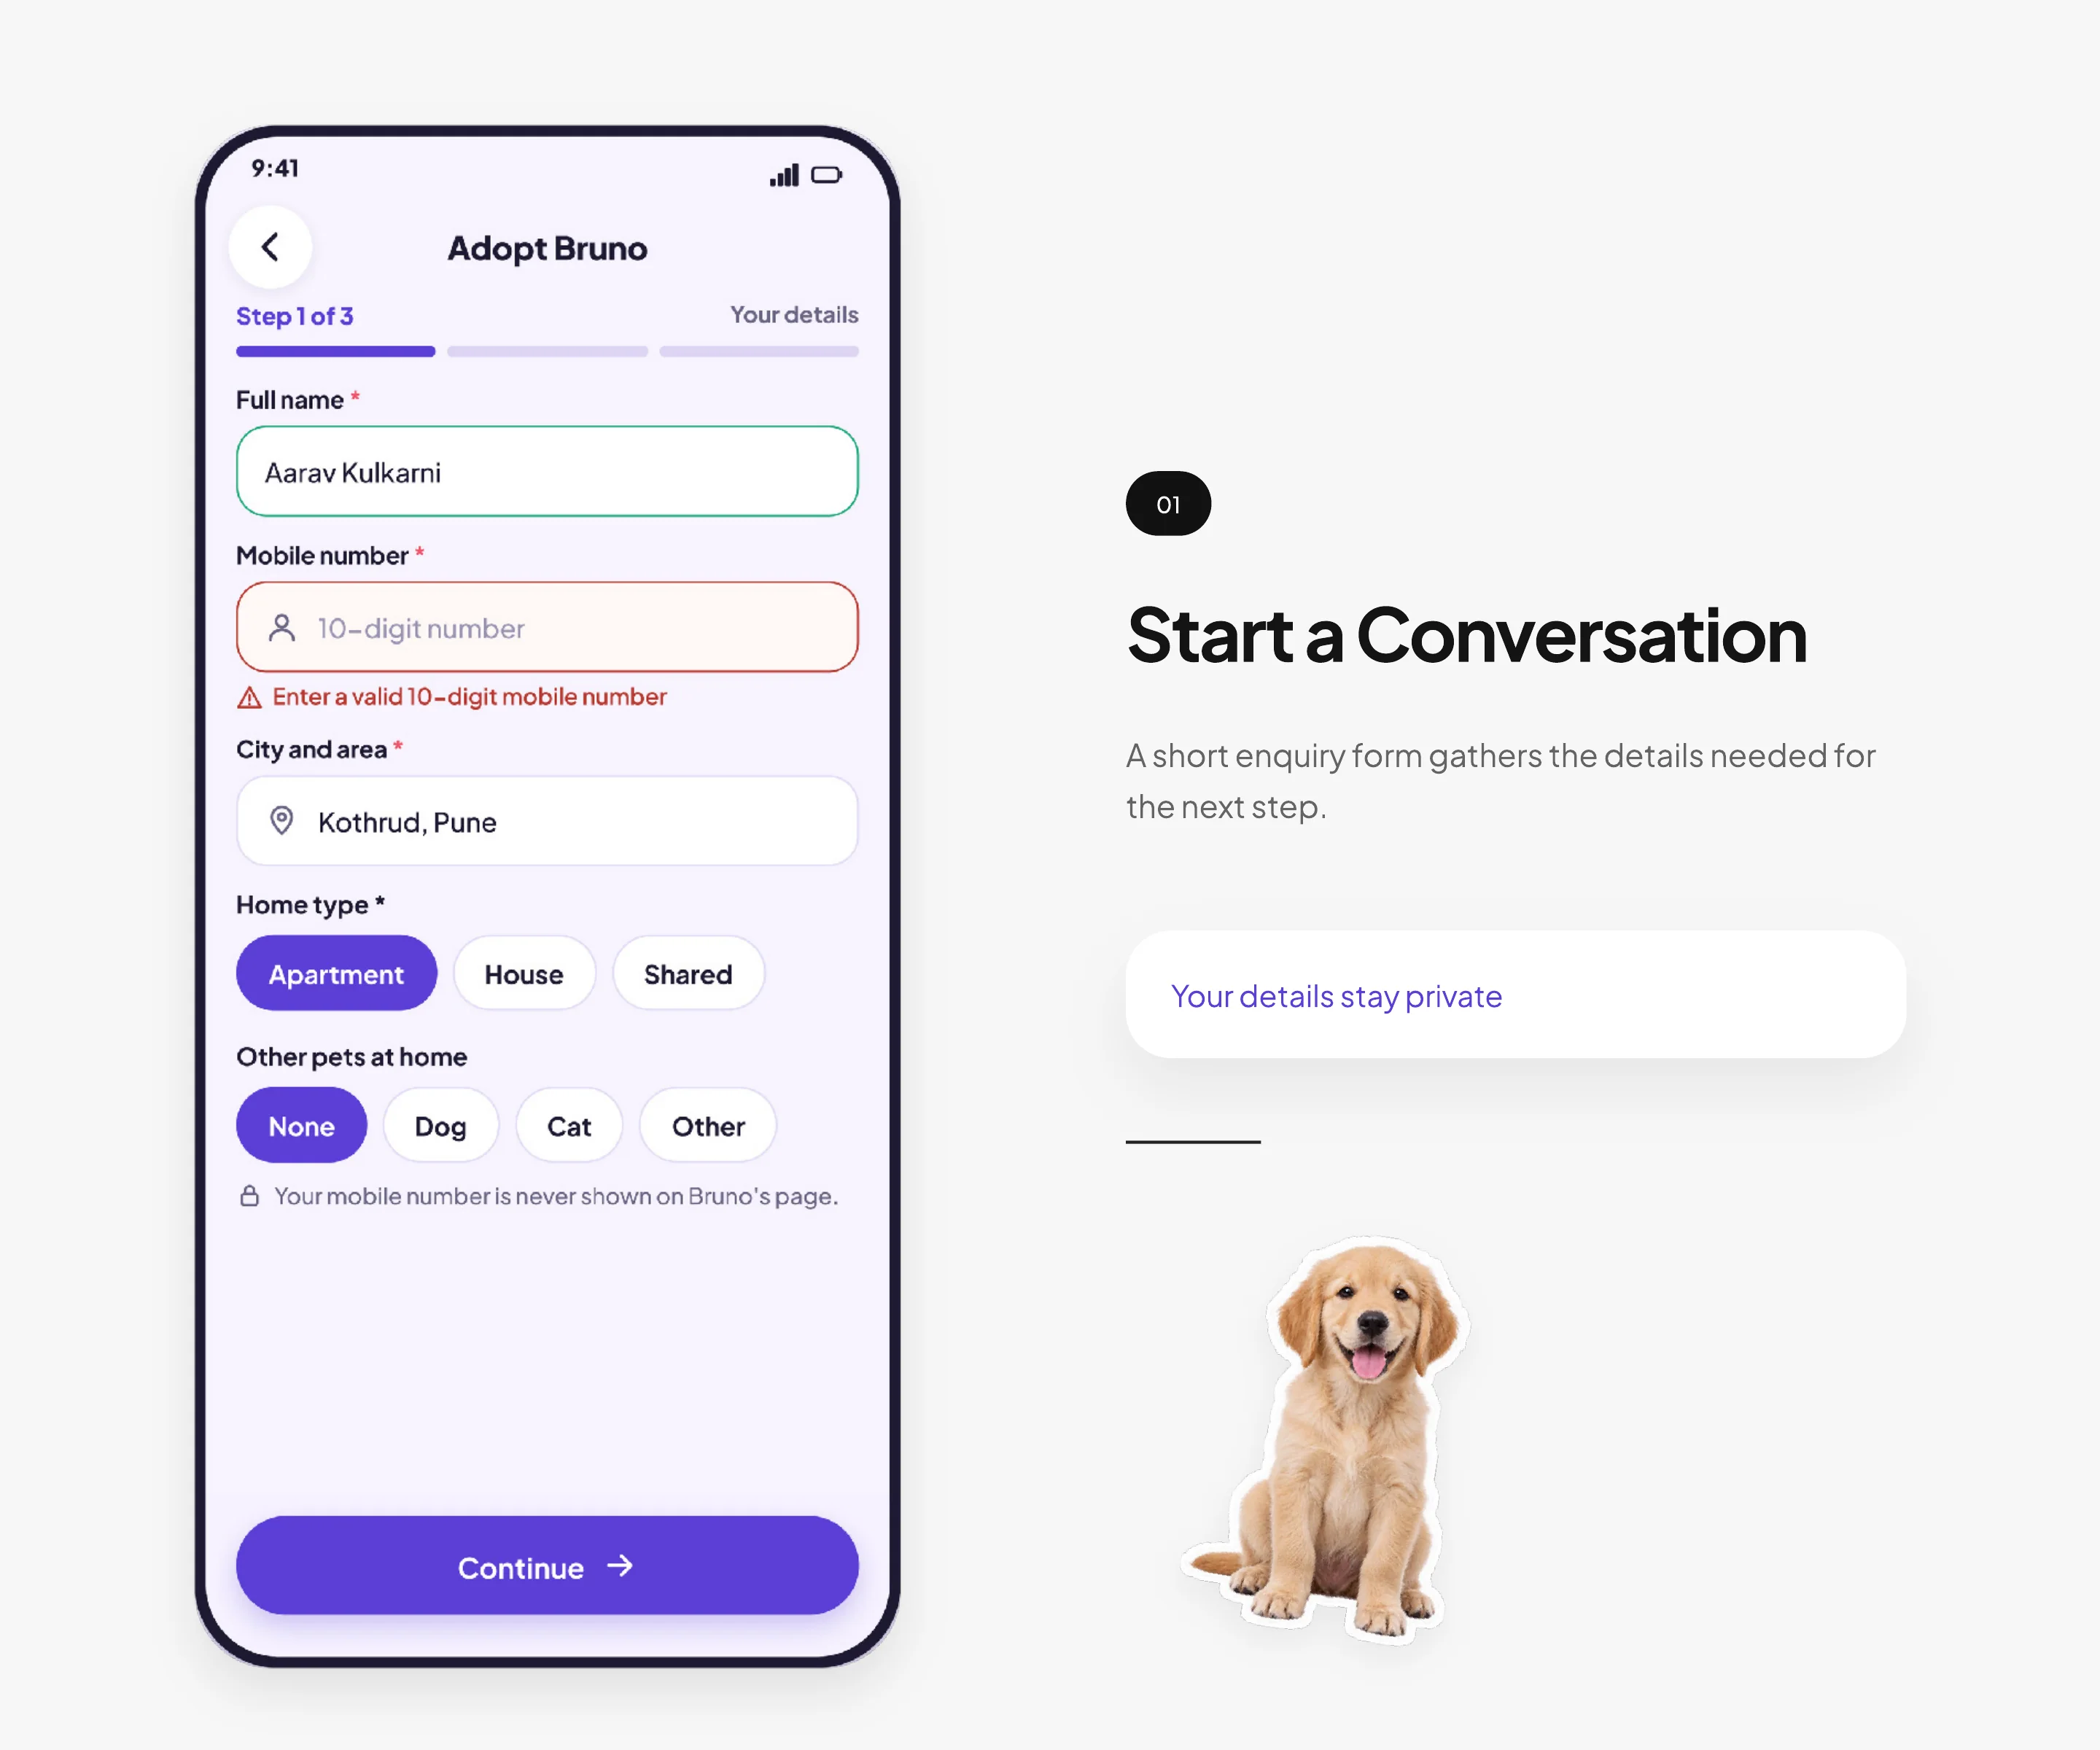 9:41
Adopt Bruno
Step 1 of 3
Your details
Full name *
Aarav Kulkarni
Mobile number *
10-digit number
Enter a valid 10-digit mobile number
City and area *
Kothrud, Pune
Home type *
Apartment
House
Shared
Other pets at home
None
Dog
Cat
Other
Your mobile number is never shown on Bruno's page.
Continue →
01
Start a Conversation
A short enquiry form gathers the details needed for
the next step.
Your details stay private